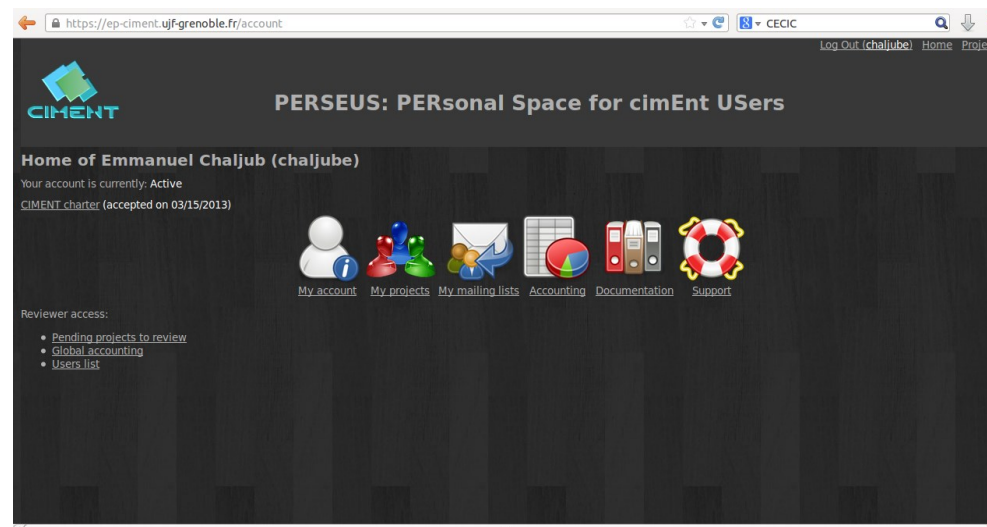 https://ep-ciment.ujf-grenoble.fr/account
CECIC
Log Out (chaljube) Home Proje
CIMENT
PERSEUS: PERsonal Space for cimEnt USers
Home of Emmanuel Chaljub (chaljube)
Your account is currently: Active
CIMENT charter (accepted on 03/15/2013)
My account My projects My mailing lists Accounting Documentation Support
Reviewer access:
Pending projects to review
Global accounting
Users list